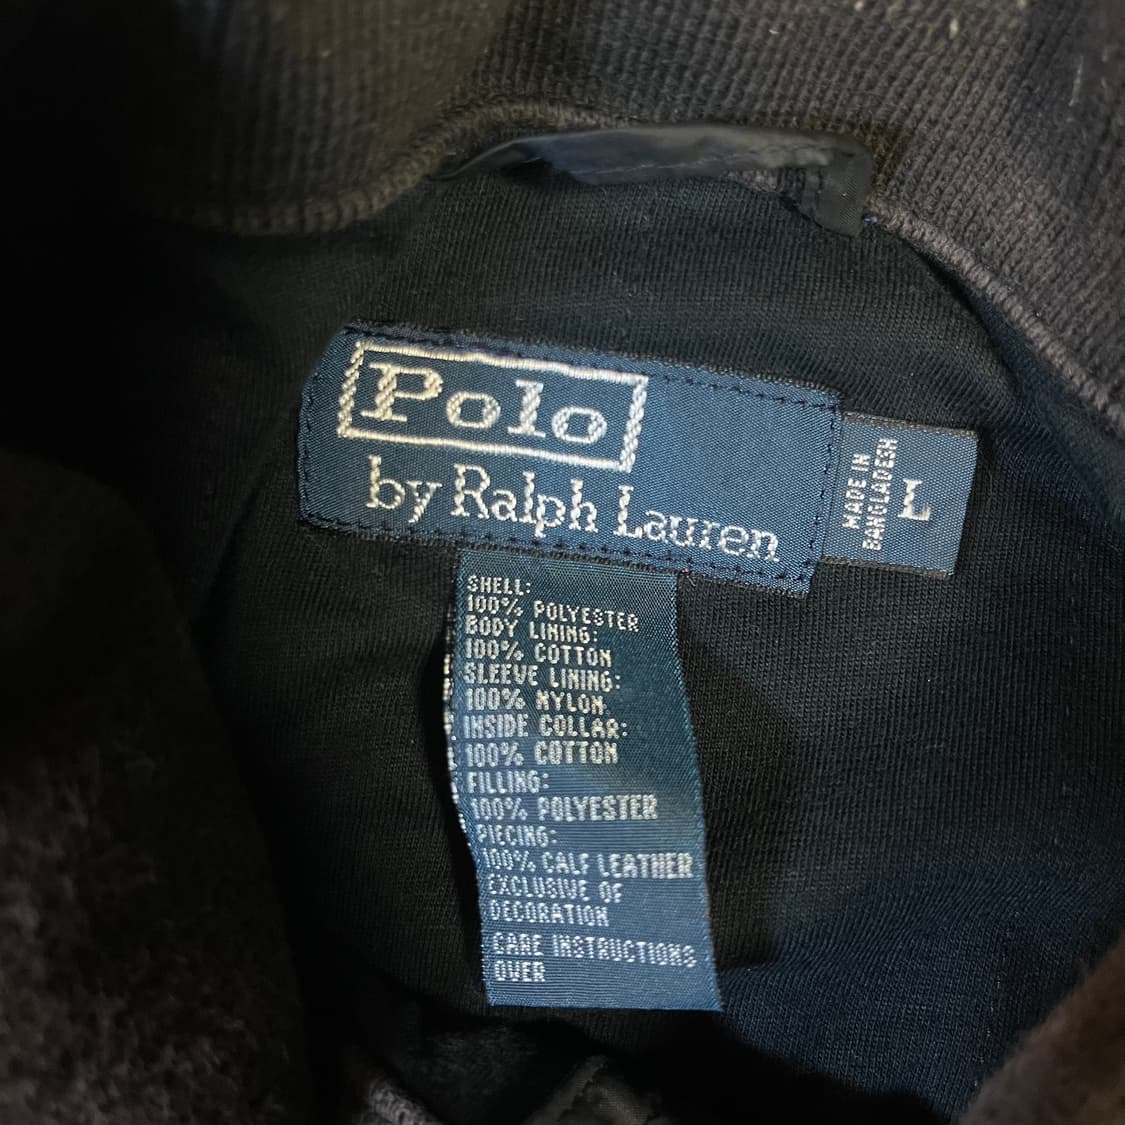 Polo
by Ralph Lauren
MADE IN
BANGLADESH
L
SHELL:
100% POLYESTER
BODY LINING:
100% COTTON
SLEEVE LINING:
100% NYLON
INSIDE COLLAR:
100% COTTON
FILLING:
100% POLYESTER
PIECING:
100% CALF LEATHER
EXCLUSIVE OF
DECORATION
CARE INSTRUCTIONS
OVER